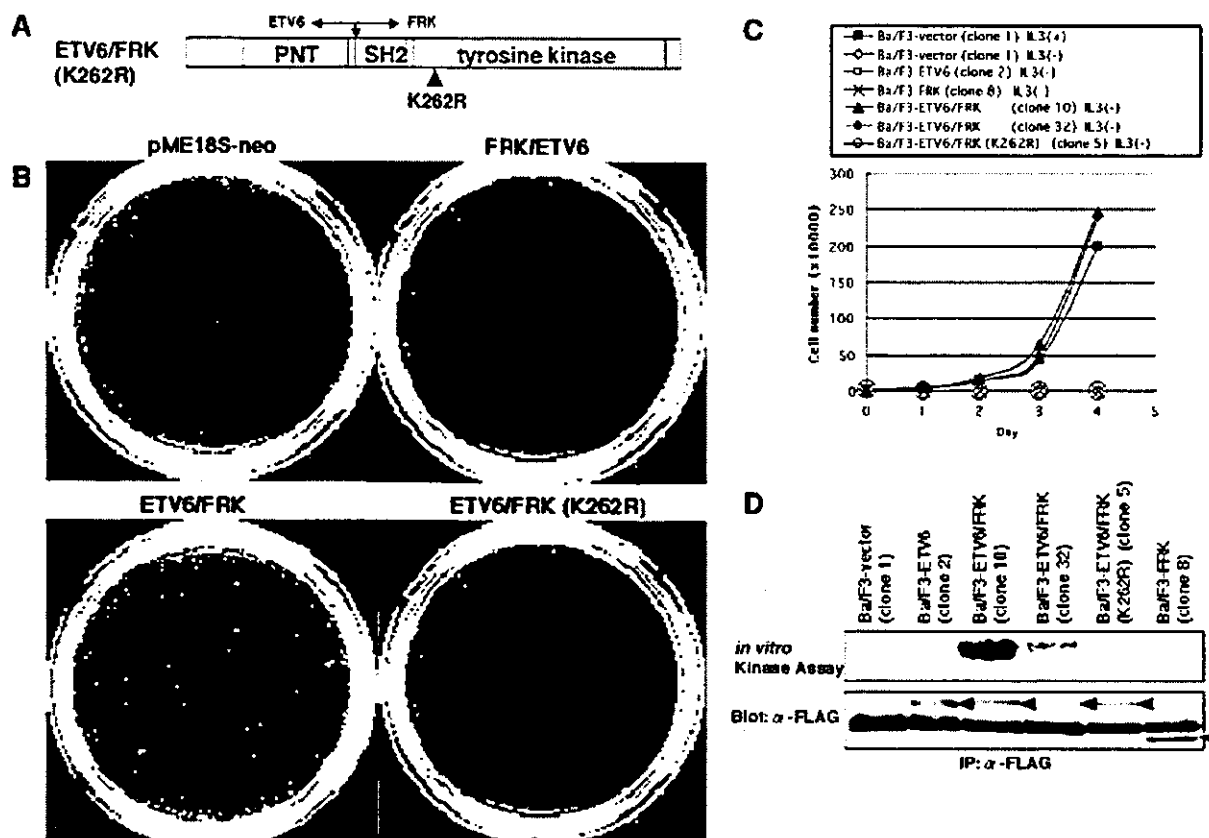 A
ETV6 FRK
ETV6/FRK
(K262R)
PNT SH2 tyrosine kinase
K262R
B
pME18S-neo
FRK/ETV6
ETV6/FRK
ETV6/FRK (K262R)
C
Ba/F3-vector (clone 1) IL3(+)
Ba/F3-vector (clone 1) IL3(-)
Ba/F3 ETV6 (clone 2) IL3(-)
Ba/F3 FRK (clone 8) IL3(-)
Ba/F3-ETV6/FRK (clone 10) IL3(-)
Ba/F3-ETV6/FRK (clone 32) IL3(-)
Ba/F3-ETV6/FRK (K262R) (clone 5) IL3(-)
Cell number (x10000)
300
250
200
150
100
50
0
0 1 2 3 4 5
Day
D
Ba/F3-vector
(clone 1)
Ba/F3-ETV6
(clone 2)
Ba/F3-ETV6/FRK
(clone 10)
Ba/F3-ETV6/FRK
(clone 32)
Ba/F3-ETV6/FRK
(K262R) (clone 5)
Ba/F3-FRK
(clone 8)
in vitro
Kinase Assay
Blot: α-FLAG
IP: α-FLAG